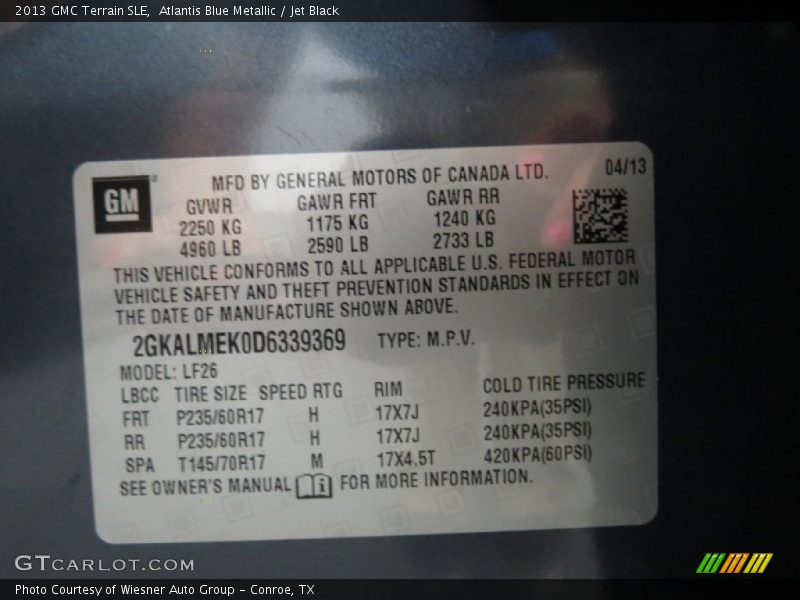 2013 GMC Terrain SLE,  Atlantis Blue Metallic / Jet Black
GM
MFD BY GENERAL MOTORS OF CANADA LTD. 04/13
GVWR GAWR FRT GAWR RR
2250 KG 1175 KG 1240 KG
4960 LB 2590 LB 2733 LB
THIS VEHICLE CONFORMS TO ALL APPLICABLE U.S. FEDERAL MOTOR
VEHICLE SAFETY AND THEFT PREVENTION STANDARDS IN EFFECT ON
THE DATE OF MANUFACTURE SHOWN ABOVE.
2GKALMEK0D6339369 TYPE: M.P.V.
MODEL: LF26
LBCC TIRE SIZE SPEED RTG RIM COLD TIRE PRESSURE
FRT P235/60R17 H 17X7J 240KPA(35PSI)
RR P235/60R17 H 17X7J 240KPA(35PSI)
SPA T145/70R17 M 17X4.5T 420KPA(60PSI)
SEE OWNER'S MANUAL i FOR MORE INFORMATION.
GTCARLOT.COM
Photo Courtesy of Wiesner Auto Group - Conroe, TX